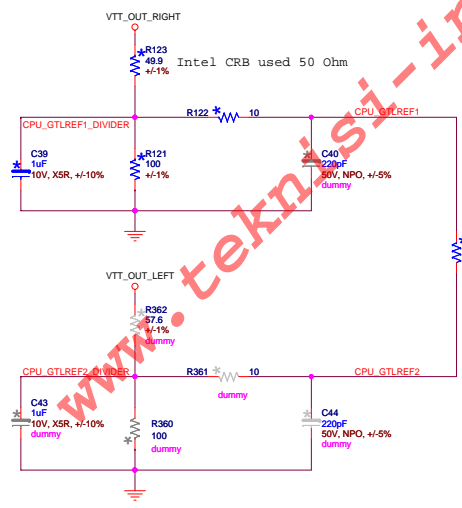 VTT_OUT_RIGHT
R123
49.9
+/-1%
Intel CRB used 50 Ohm
R122 10
CPU_GTLREF1_DIVIDER
CPU_GTLREF1
C39
1uF
10V, X5R, +/-10%
R121
100
+/-1%
C40
220pF
50V, NPO, +/-5%
dummy
VTT_OUT_LEFT
R362
57.6
+/-1%
dummy
R361 10
dummy
CPU_GTLREF2_DIVIDER
CPU_GTLREF2
C43
1uF
10V, X5R, +/-10%
dummy
R360
100
dummy
C44
220pF
50V, NPO, +/-5%
dummy
www.teknisi-in